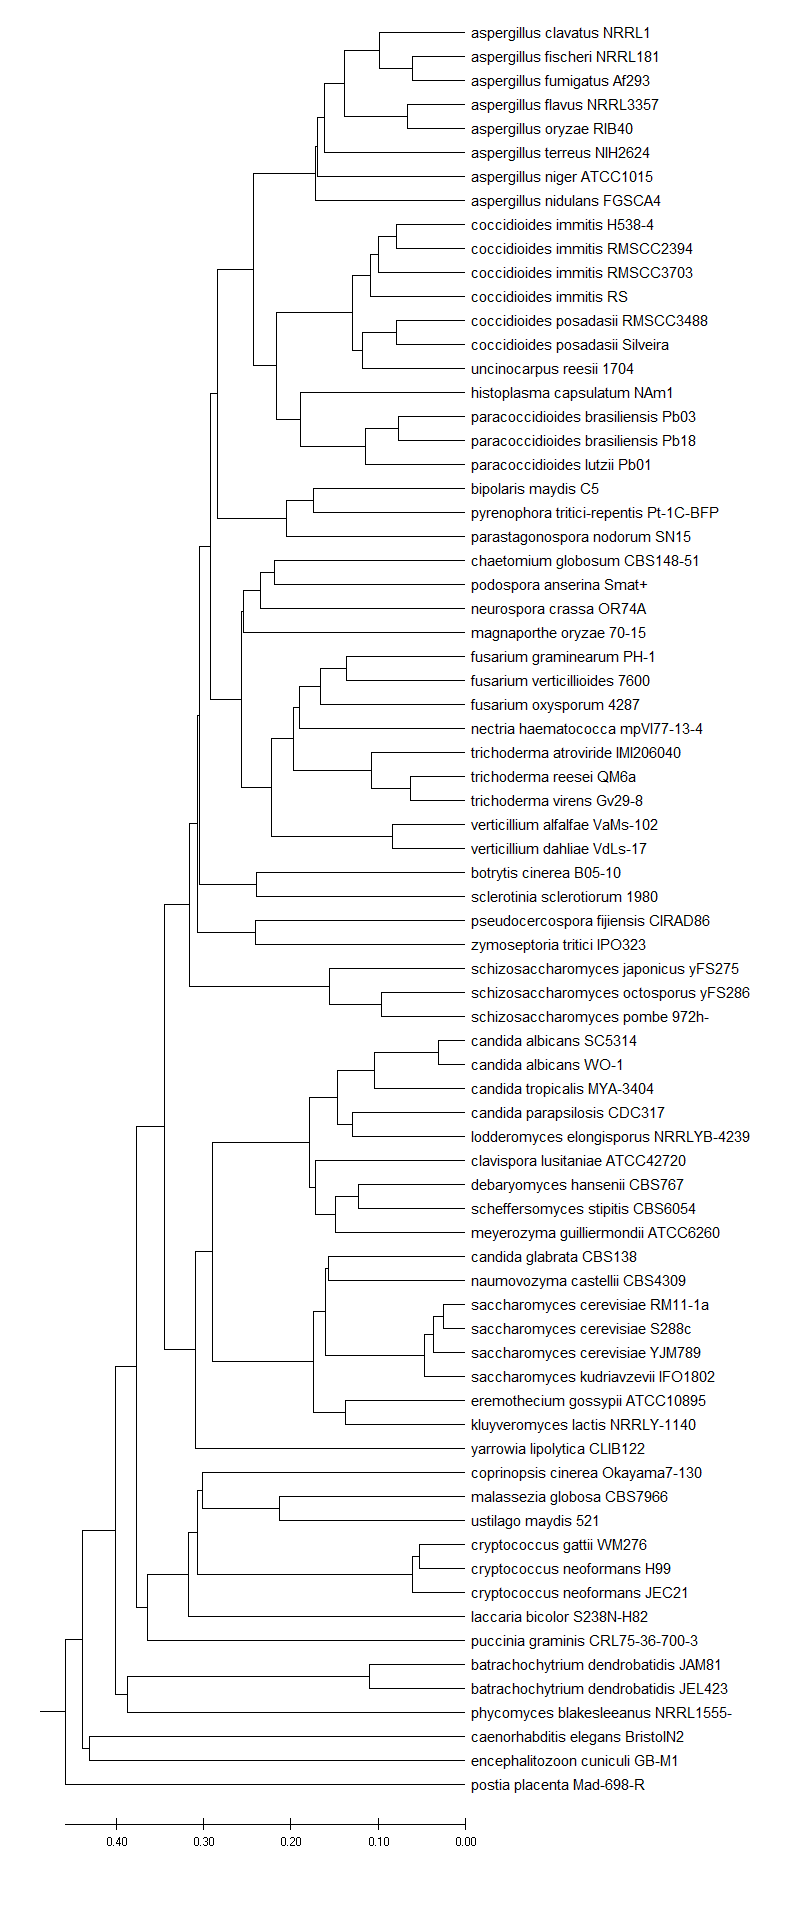 aspergillus clavatus NRRL1
aspergillus fischeri NRRL181
aspergillus fumigatus Af293
aspergillus flavus NRRL3357
aspergillus oryzae RIB40
aspergillus terreus NIH2624
aspergillus niger ATCC1015
aspergillus nidulans FGSCA4
coccidioides immitis H538-4
coccidioides immitis RMSCC2394
coccidioides immitis RMSCC3703
coccidioides immitis RS
coccidioides posadasii RMSCC3488
coccidioides posadasii Silveira
uncinocarpus reesii 1704
histoplasma capsulatum NAm1
paracoccidioides brasiliensis Pb03
paracoccidioides brasiliensis Pb18
paracoccidioides lutzii Pb01
bipolaris maydis C5
pyrenophora tritici-repentis Pt-1C-BFP
parastagonospora nodorum SN15
chaetomium globosum CBS148-51
podospora anserina Smat+
neurospora crassa OR74A
magnaporthe oryzae 70-15
fusarium graminearum PH-1
fusarium verticillioides 7600
fusarium oxysporum 4287
nectria haematococca mpVI77-13-4
trichoderma atroviride IMI206040
trichoderma reesei QM6a
trichoderma virens Gv29-8
verticillium alfalfae VaMs-102
verticillium dahliae VdLs-17
botrytis cinerea B05-10
sclerotinia sclerotiorum 1980
pseudocercospora fijiensis CIRAD86
zymoseptoria tritici IPO323
schizosaccharomyces japonicus yFS275
schizosaccharomyces octosporus yFS286
schizosaccharomyces pombe 972h-
candida albicans SC5314
candida albicans WO-1
candida tropicalis MYA-3404
candida parapsilosis CDC317
lodderomyces elongisporus NRRLYB-4239
clavispora lusitaniae ATCC42720
debaryomyces hansenii CBS767
scheffersomyces stipitis CBS6054
meyerozyma guilliermondii ATCC6260
candida glabrata CBS138
naumovozyma castellii CBS4309
saccharomyces cerevisiae RM11-1a
saccharomyces cerevisiae S288c
saccharomyces cerevisiae YJM789
saccharomyces kudriavzevii IFO1802
eremothecium gossypii ATCC10895
kluyveromyces lactis NRRLY-1140
yarrowia lipolytica CLIB122
coprinopsis cinerea Okayama7-130
malassezia globosa CBS7966
ustilago maydis 521
cryptococcus gattii WM276
cryptococcus neoformans H99
cryptococcus neoformans JEC21
laccaria bicolor S238N-H82
puccinia graminis CRL75-36-700-3
batrachochytrium dendrobatidis JAM81
batrachochytrium dendrobatidis JEL423
phycomyces blakesleeanus NRRL1555-
caenorhabditis elegans BristolN2
encephalitozoon cuniculi GB-M1
postia placenta Mad-698-R
0.40 0.30 0.20 0.10 0.00